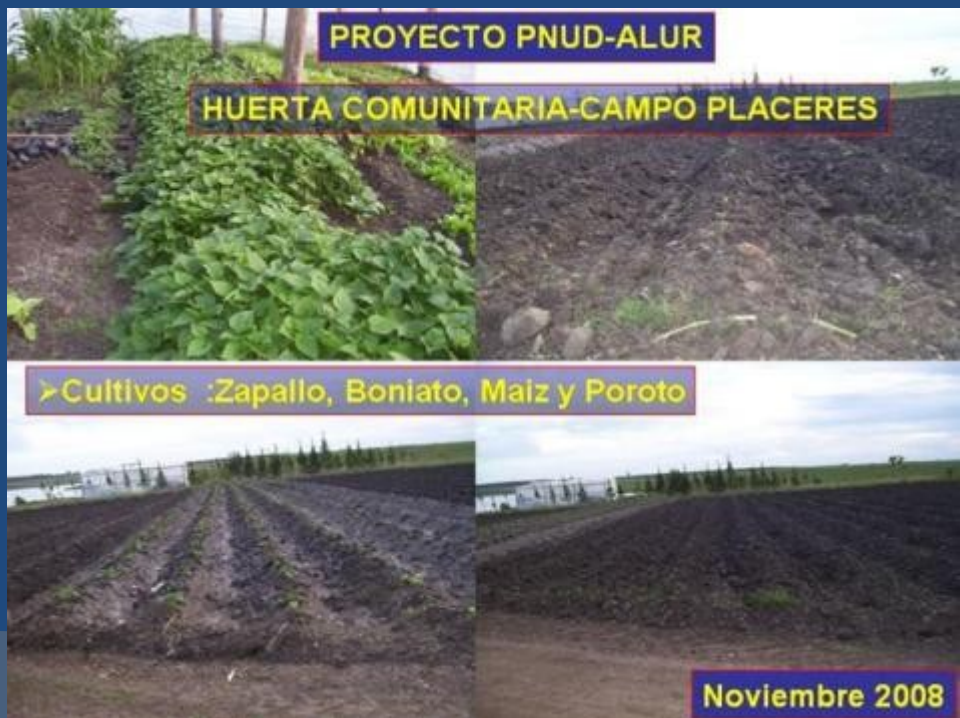 PROYECTO PNUD-ALUR
HUERTA COMUNITARIA-CAMPO PLACERES
➢Cultivos :Zapallo, Boniato, Maiz y Poroto
Noviembre 2008